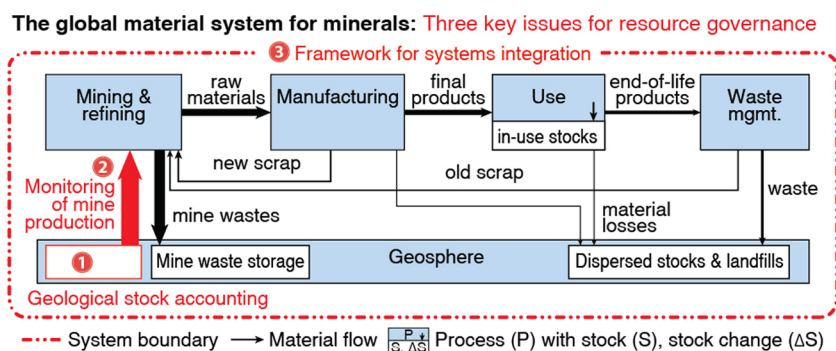 The global material system for minerals: Three key issues for resource governance
3 Framework for systems integration
Mining &
refining
raw
materials
Manufacturing
final
products
Use
in-use stocks
end-of-life
products
Waste
mgmt.
new scrap
old scrap
2
Monitoring
of mine
production
mine wastes
material
losses
waste
1
Mine waste storage
Geosphere
Dispersed stocks & landfills
Geological stock accounting
System boundary
Material flow
P
S, ΔS
Process (P) with stock (S), stock change (ΔS)